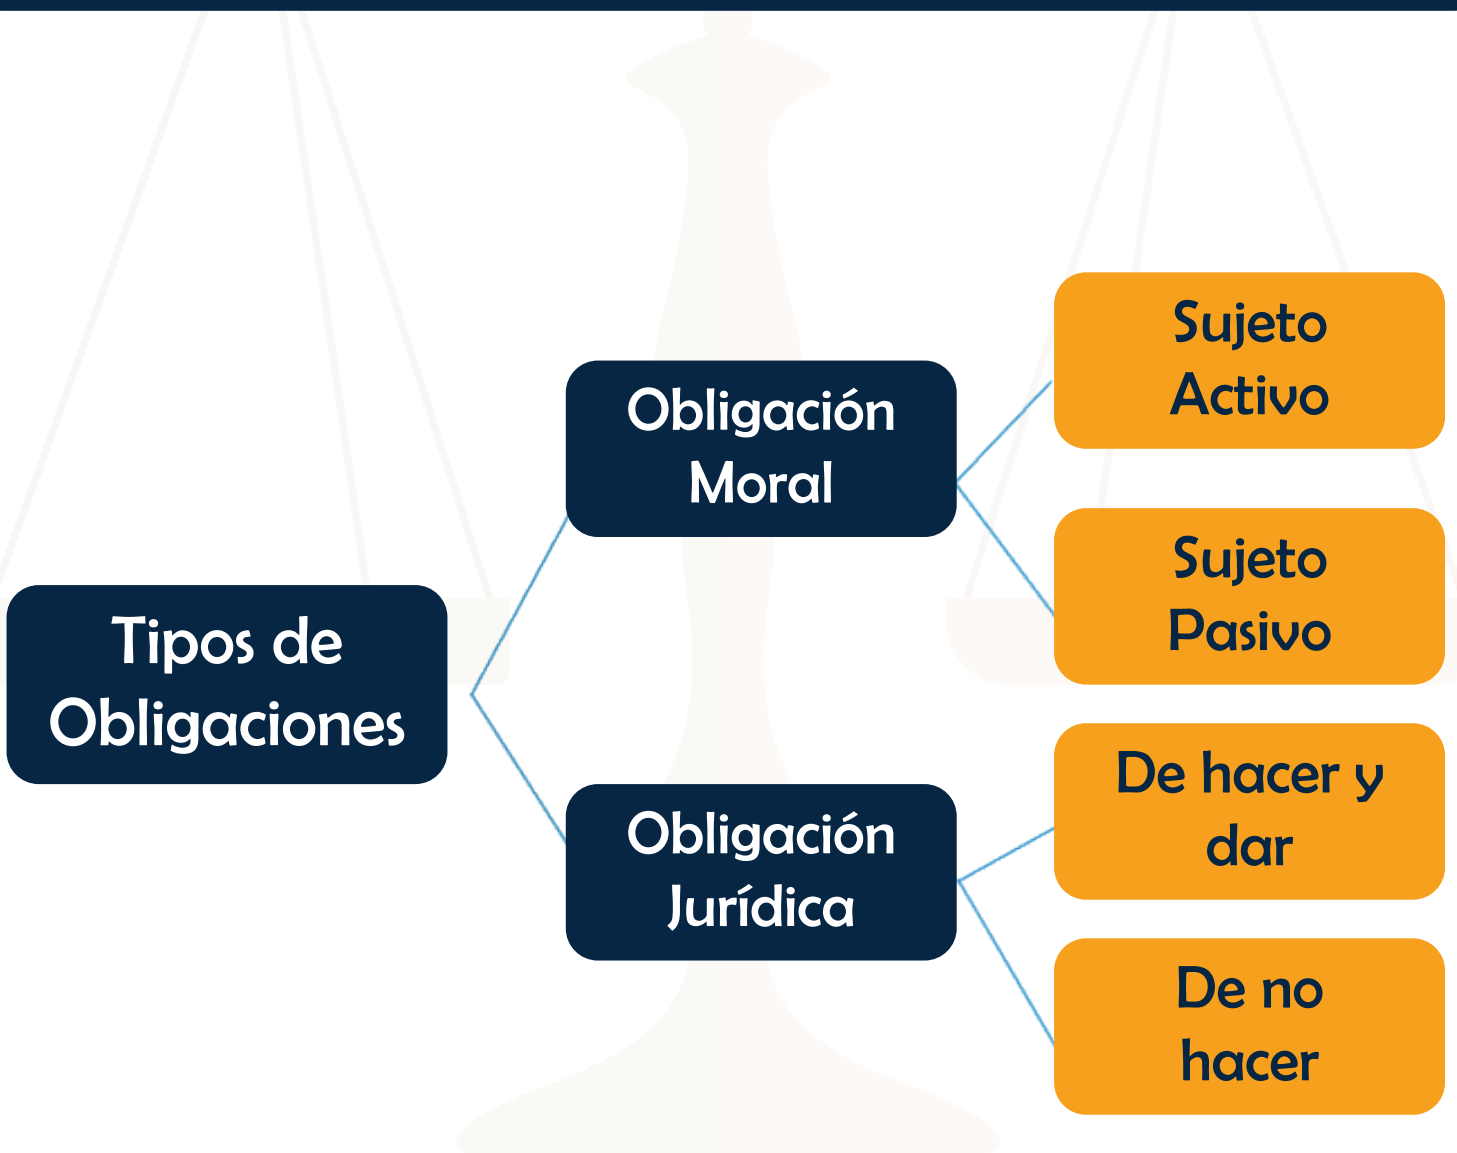 Tipos de
Obligaciones
Obligación
Moral
Sujeto
Activo
Sujeto
Pasivo
Obligación
Jurídica
De hacer y
dar
De no
hacer